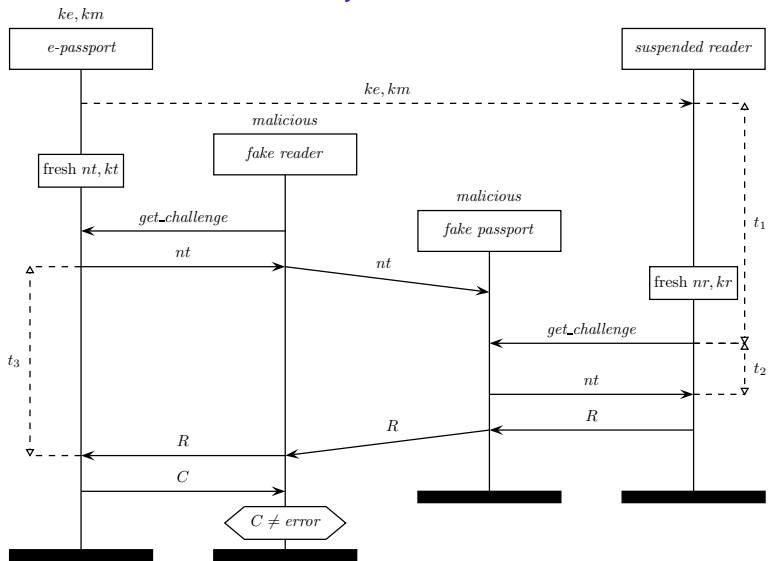 ke, km
e-passport
suspended reader
ke, km
malicious
fake reader
fresh nt, kt
malicious
fake passport
get_challenge
t1
nt
nt
fresh nr, kr
get_challenge
t3
t2
nt
R
R
R
C
C ≠ error